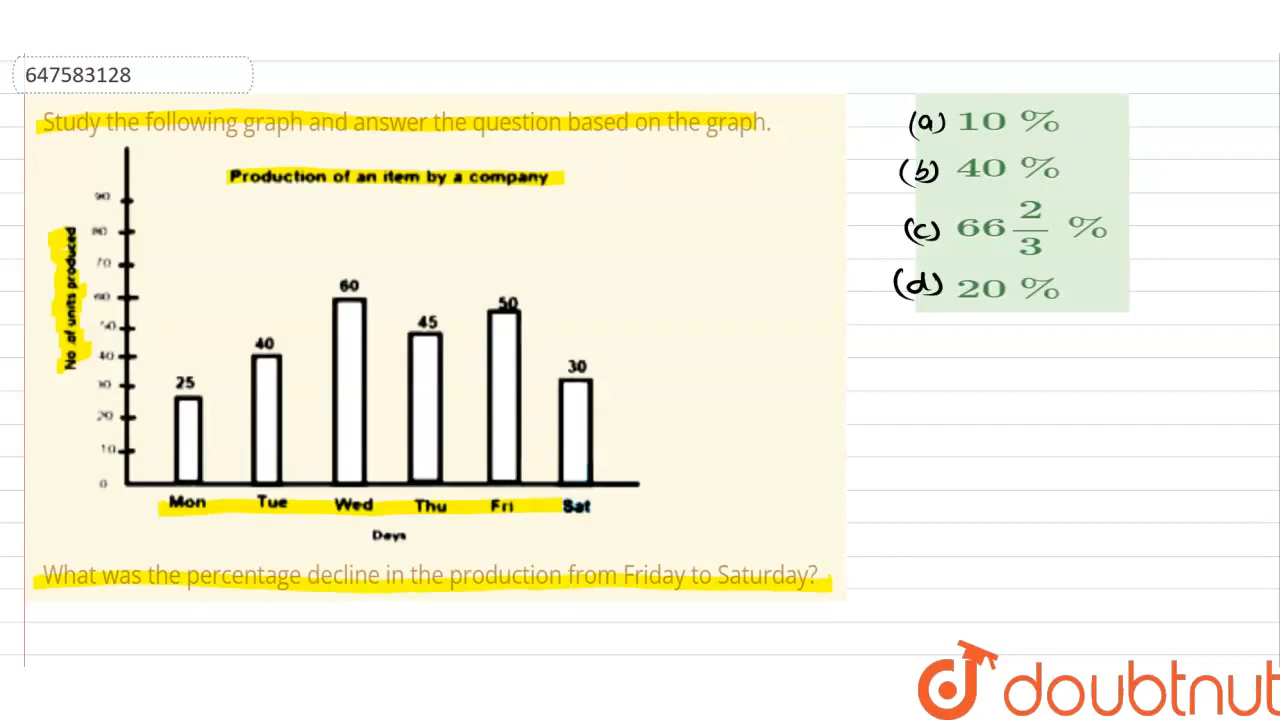 647583128
Study the following graph and answer the question based on the graph.
Production of an item by a company
No .of units produced
90
80
70
60
50
40
30
20
10
0
25
40
60
45
50
30
Mon Tue Wed Thu Fri Sat
Days
What was the percentage decline in the production from Friday to Saturday?
(a) 10 %
(b) 40 %
(c) 66 2/3 %
(d) 20 %
doubtnut